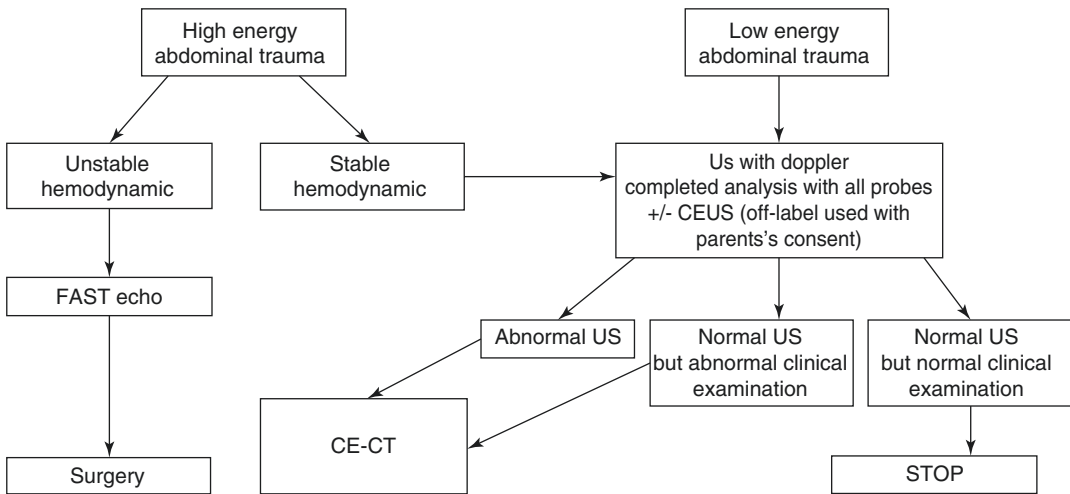 High energy
abdominal trauma
Low energy
abdominal trauma
Unstable
hemodynamic
Stable
hemodynamic
Us with doppler
completed analysis with all probes
+/- CEUS (off-label used with
parents's consent)
FAST echo
Abnormal US
Normal US
but abnormal clinical
examination
Normal US
but normal clinical
examination
CE-CT
Surgery
STOP